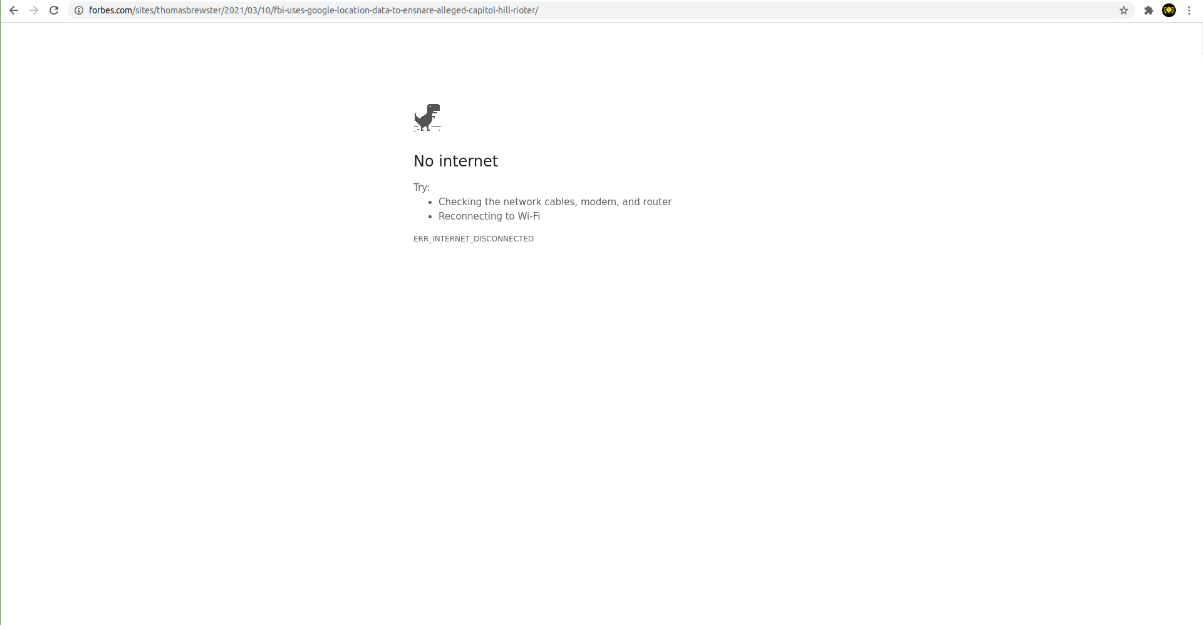 forbes.com/sites/thomasbrewster/2021/03/10/fbi-uses-google-location-data-to-ensnare-alleged-capitol-hill-rioter/
No internet
Try:
• Checking the network cables, modem, and router
• Reconnecting to Wi-Fi
ERR_INTERNET_DISCONNECTED